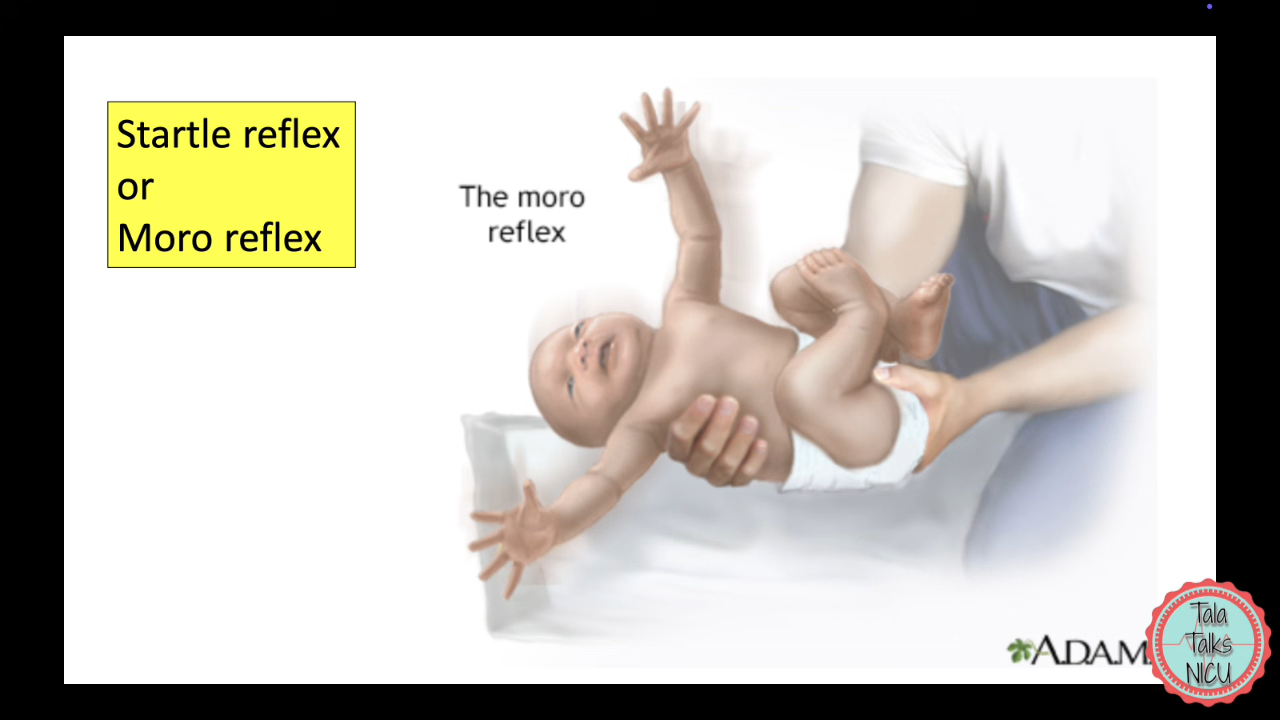 Startle reflex
or
Moro reflex
The moro
reflex
A.D.A.M.
Tala
Talks
NICU